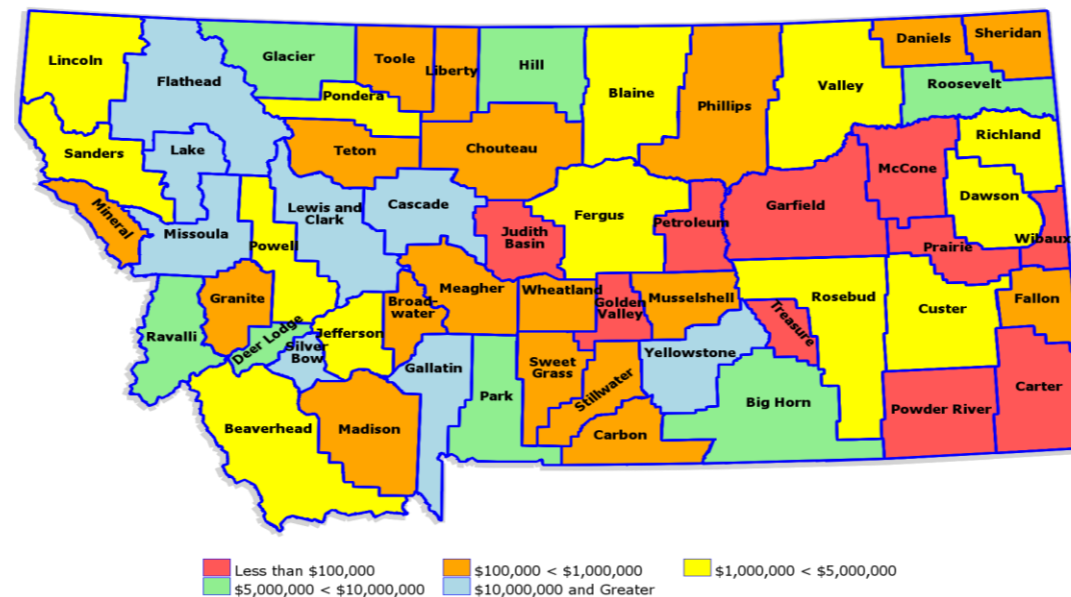 Lincoln
Flathead
Glacier
Toole
Liberty
Hill
Blaine
Phillips
Valley
Daniels
Sheridan
Roosevelt
Pondera
Richland
Sanders
Lake
Teton
Chouteau
McCone
Dawson
Mineral
Missoula
Powell
Lewis and
Clark
Cascade
Judith
Basin
Fergus
Petroleum
Garfield
Prairie
Wibaux
Ravalli
Granite
Deer Lodge
Silver
Bow
Jefferson
Broad-
water
Meagher
Wheatland
Golden
Valley
Musselshell
Treasure
Rosebud
Custer
Fallon
Beaverhead
Madison
Gallatin
Park
Sweet
Grass
Stillwater
Carbon
Yellowstone
Big Horn
Powder River
Carter
Less than $100,000
$100,000 < $1,000,000
$1,000,000 < $5,000,000
$5,000,000 < $10,000,000
$10,000,000 and Greater